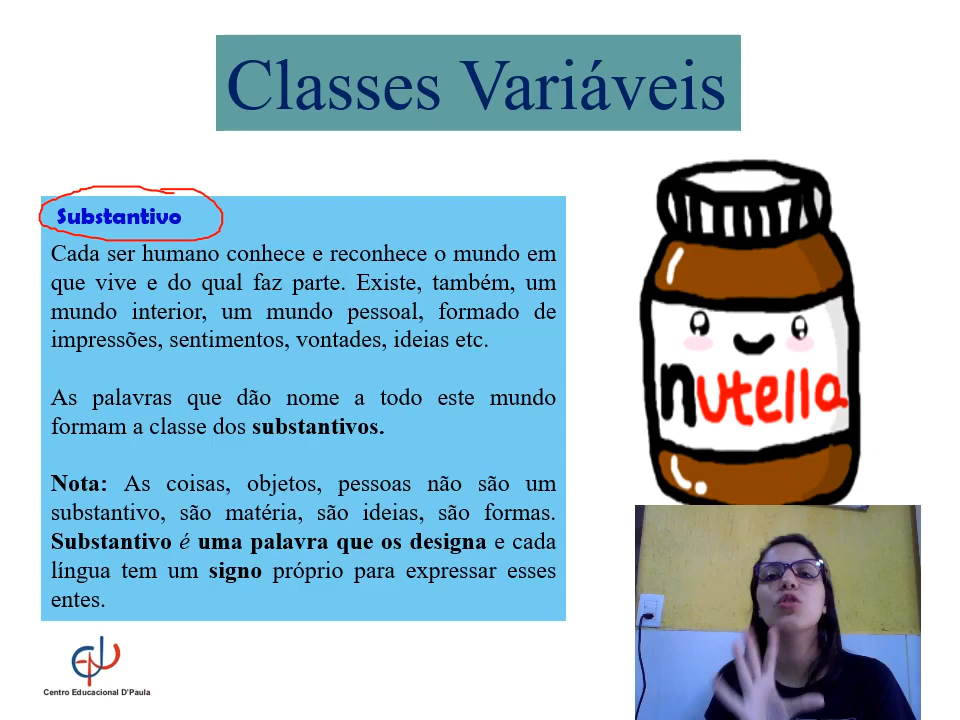 Classes Variáveis
Substantivo
Cada ser humano conhece e reconhece o mundo em
que vive e do qual faz parte. Existe, também, um
mundo interior, um mundo pessoal, formado de
impressões, sentimentos, vontades, ideias etc.
As palavras que dão nome a todo este mundo
formam a classe dos substantivos.
Nota: As coisas, objetos, pessoas não são um
substantivo, são matéria, são ideias, são formas.
Substantivo é uma palavra que os designa e cada
língua tem um signo próprio para expressar esses
entes.
nutella
Centro Educacional D'Paula